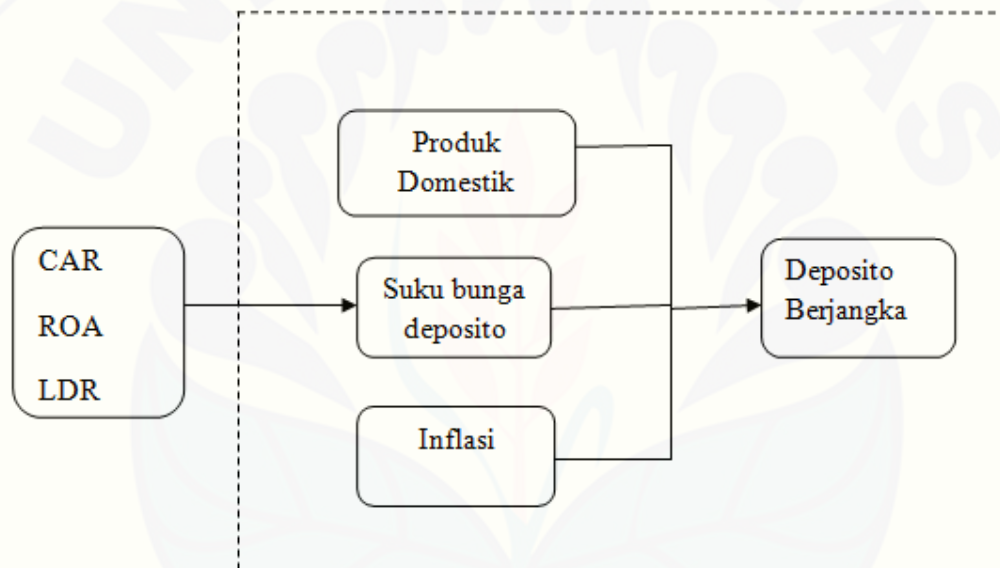 Produk
Domestik
CAR
ROA
LDR
Suku bunga
deposito
Deposito
Berjangka
Inflasi